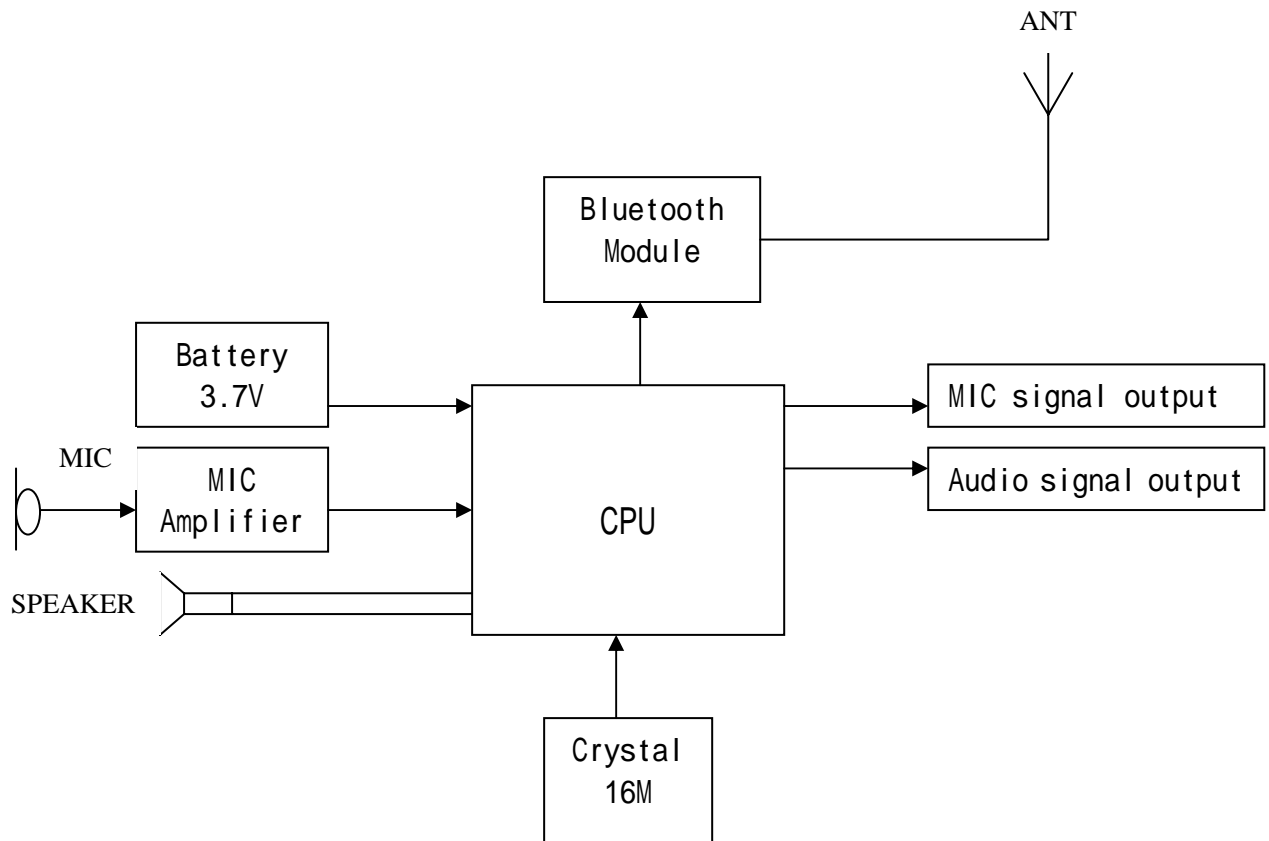 ANT
Bluetooth
Module
Battery
3.7V
MIC signal output
MIC
MIC
Amplifier
Audio signal output
CPU
SPEAKER
Crystal
16M